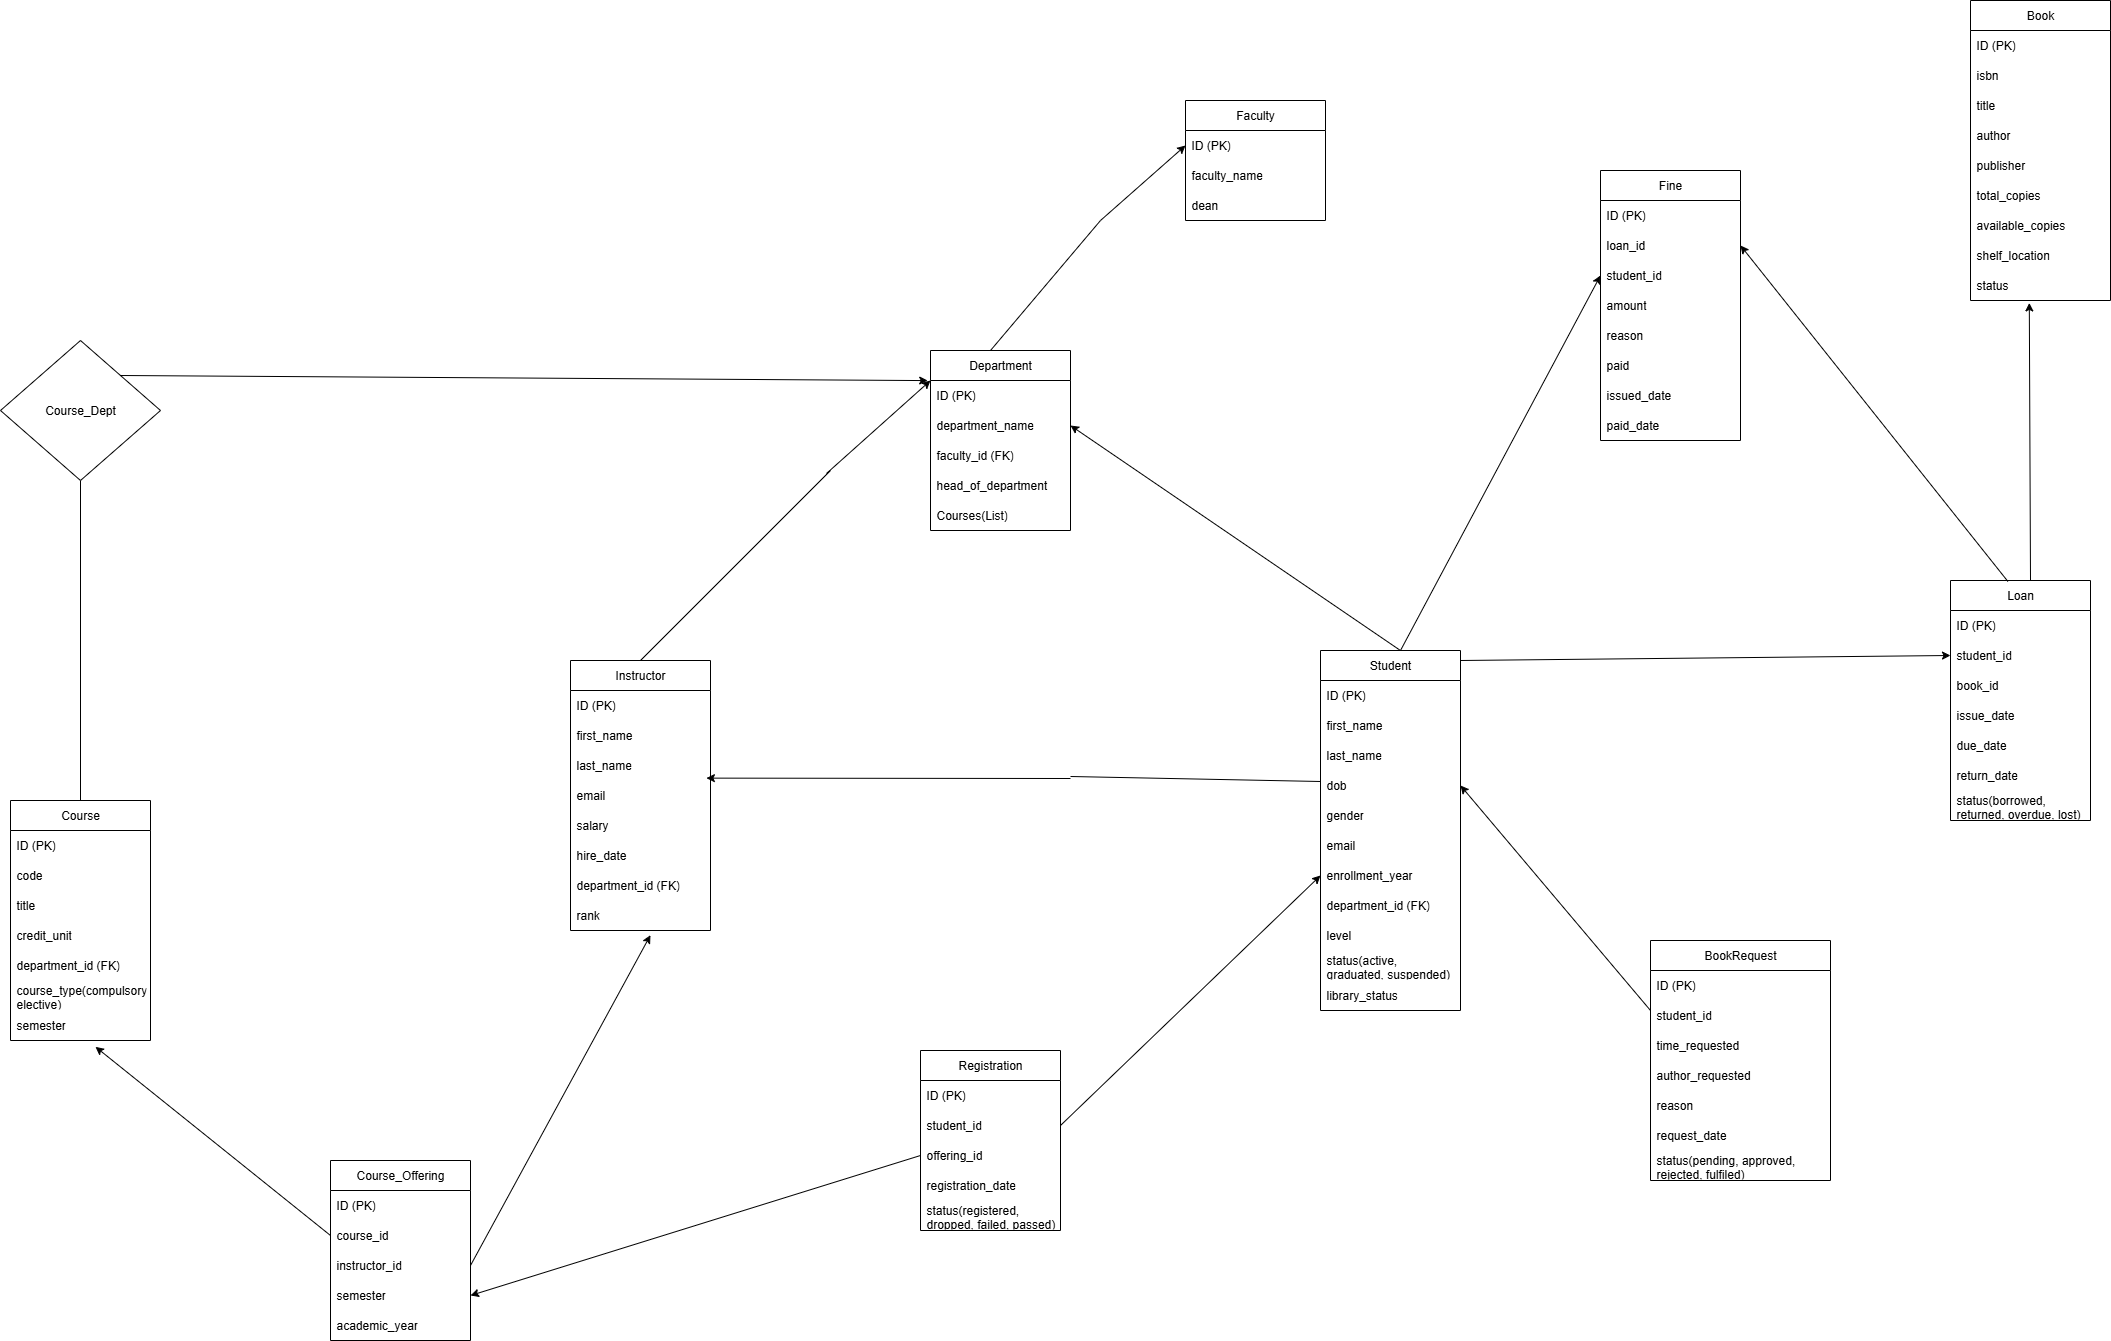 Book
ID (PK)
isbn
title
author
publisher
total_copies
available_copies
shelf_location
status
Faculty
ID (PK)
faculty_name
dean
Fine
ID (PK)
loan_id
student_id
amount
reason
paid
issued_date
paid_date
Course_Dept
Department
ID (PK)
department_name
faculty_id (FK)
head_of_department
Courses(List)
Loan
ID (PK)
student_id
book_id
issue_date
due_date
return_date
status(borrowed,
returned, overdue, lost)
Instructor
ID (PK)
first_name
last_name
email
salary
hire_date
department_id (FK)
rank
Student
ID (PK)
first_name
last_name
dob
gender
email
enrollment_year
department_id (FK)
level
status(active,
graduated, suspended)
library_status
Course
ID (PK)
code
title
credit_unit
department_id (FK)
course_type(compulsory
elective)
semester
BookRequest
ID (PK)
student_id
time_requested
author_requested
reason
request_date
status(pending, approved,
rejected, fulfiled)
Registration
ID (PK)
student_id
offering_id
registration_date
status(registered,
dropped, failed, passed)
Course_Offering
ID (PK)
course_id
instructor_id
semester
academic_year